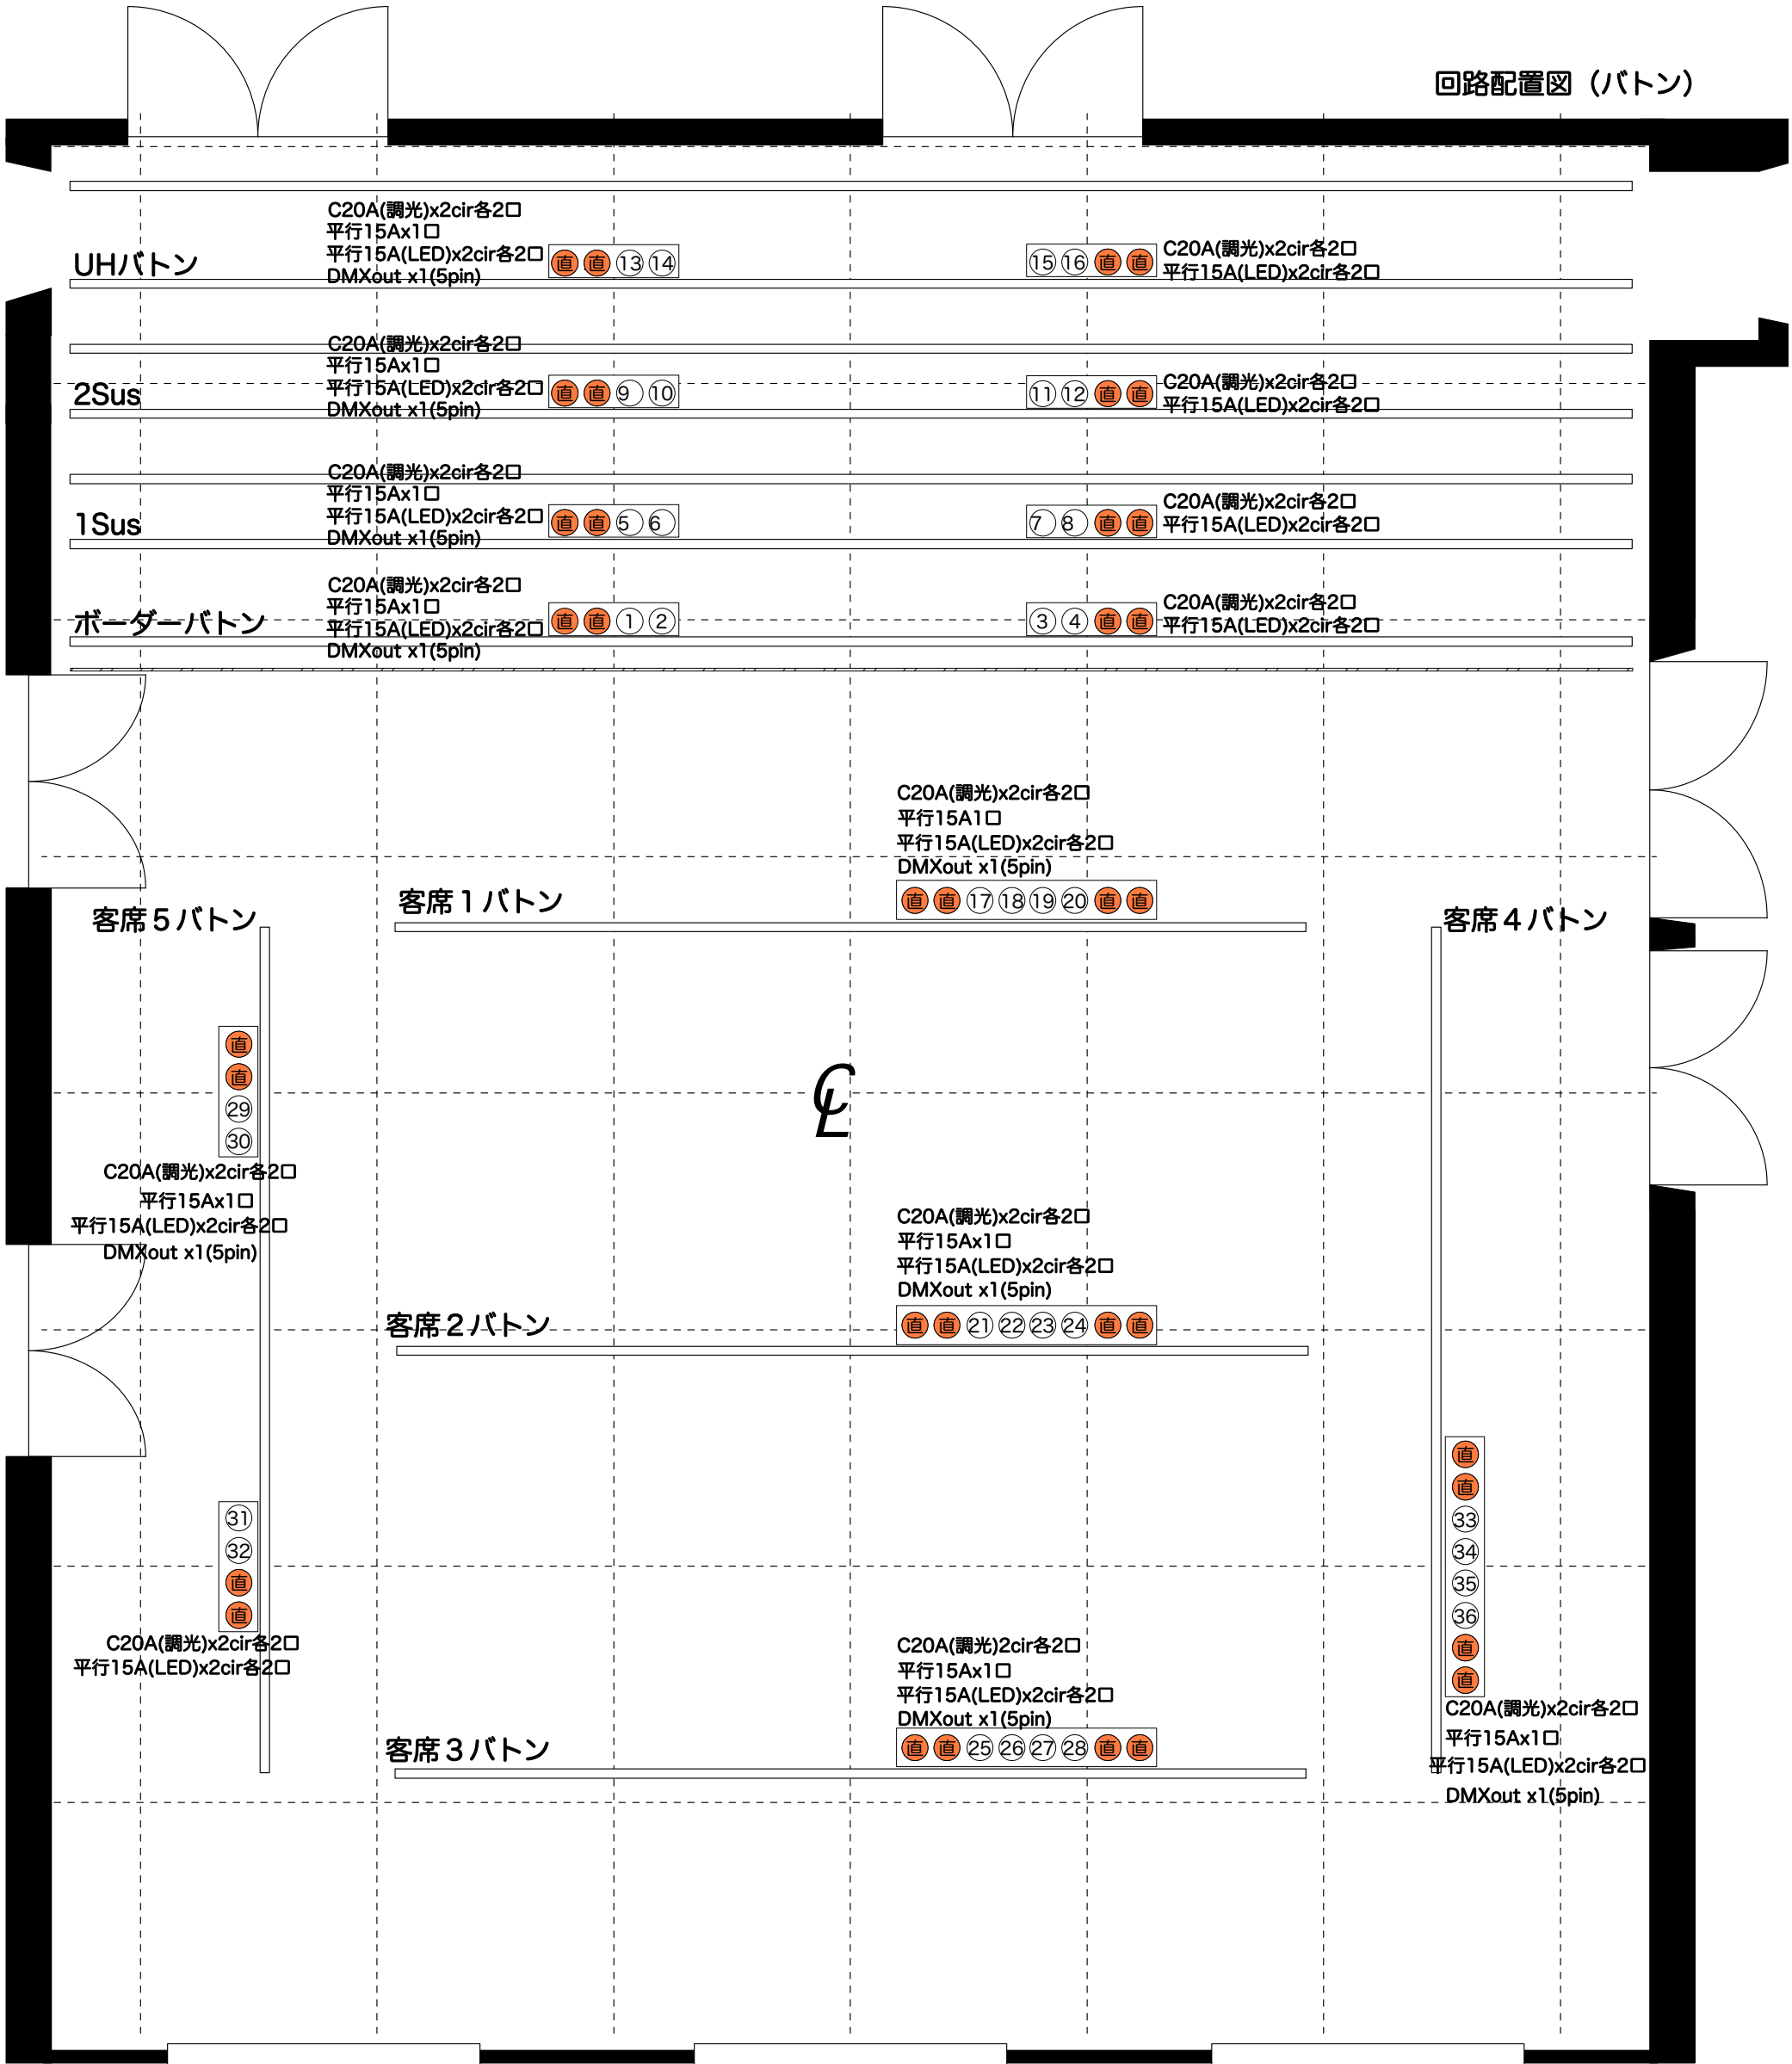 回路配置図（バトン）
C20A(調光)x2cir各2口
平行15Ax1口
平行15A(LED)x2cir各2口
DMXout x1(5pin)
UHバトン
直 直 13 14
15 16 直 直
C20A(調光)x2cir各2口
平行15A(LED)x2cir各2口
C20A(調光)x2cir各2口
平行15Ax1口
平行15A(LED)x2cir各2口
DMXout x1(5pin)
2Sus
直 直 9 10
11 12 直 直
C20A(調光)x2cir各2口
平行15A(LED)x2cir各2口
C20A(調光)x2cir各2口
平行15Ax1口
平行15A(LED)x2cir各2口
DMXout x1(5pin)
1Sus
直 直 5 6
7 8 直 直
C20A(調光)x2cir各2口
平行15A(LED)x2cir各2口
C20A(調光)x2cir各2口
平行15Ax1口
平行15A(LED)x2cir各2口
DMXout x1(5pin)
ボーダーバトン
直 直 1 2
3 4 直 直
C20A(調光)x2cir各2口
平行15A(LED)x2cir各2口
C20A(調光)x2cir各2口
平行15A1口
平行15A(LED)x2cir各2口
DMXout x1(5pin)
客席１バトン
直 直 17 18 19 20 直 直
客席５バトン
客席４バトン
直
直
29
30
C20A(調光)x2cir各2口
平行15Ax1口
平行15A(LED)x2cir各2口
DMXout x1(5pin)
CL
C20A(調光)x2cir各2口
平行15Ax1口
平行15A(LED)x2cir各2口
DMXout x1(5pin)
客席２バトン
直 直 21 22 23 24 直 直
31
32
直
直
C20A(調光)x2cir各2口
平行15A(LED)x2cir各2口
直
直
33
34
35
36
直
直
C20A(調光)x2cir各2口
平行15Ax1口
平行15A(LED)x2cir各2口
DMXout x1(5pin)
C20A(調光)2cir各2口
平行15Ax1口
平行15A(LED)x2cir各2口
DMXout x1(5pin)
客席３バトン
直 直 25 26 27 28 直 直